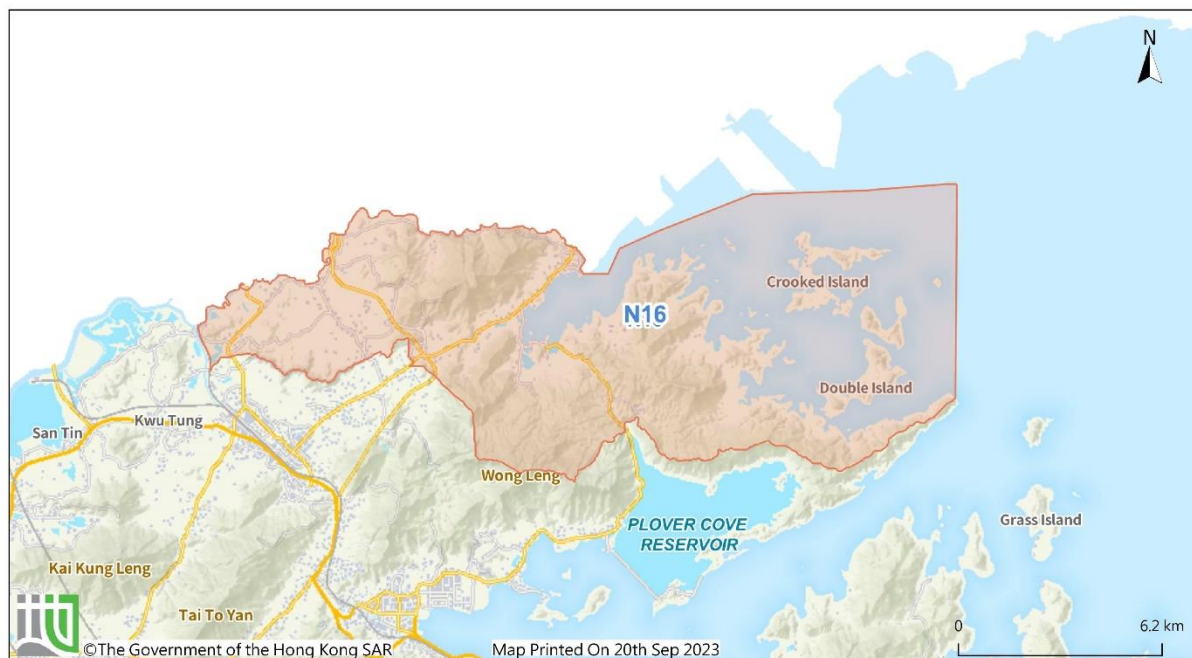 N
Crooked Island
N16
Double Island
Kwu Tung
San Tin
Wong Leng
PLOVER COVE
RESERVOIR
Grass Island
Kai Kung Leng
Tai To Yan
0
6.2 km
©The Government of the Hong Kong SAR
Map Printed On 20th Sep 2023